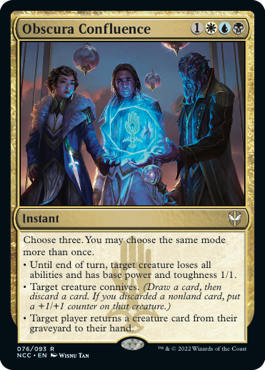 Obscura Confluence 1
Instant
Choose three. You may choose the same mode
more than once.
• Until end of turn, target creature loses all
abilities and has base power and toughness 1/1.
• Target creature connives. (Draw a card, then
discard a card. If you discarded a nonland card, put
a +1/+1 counter on that creature.)
• Target player returns a creature card from their
graveyard to their hand.
076/093 R
NCC • EN Wisnu Tan
™ & © 2022 Wizards of the Coast